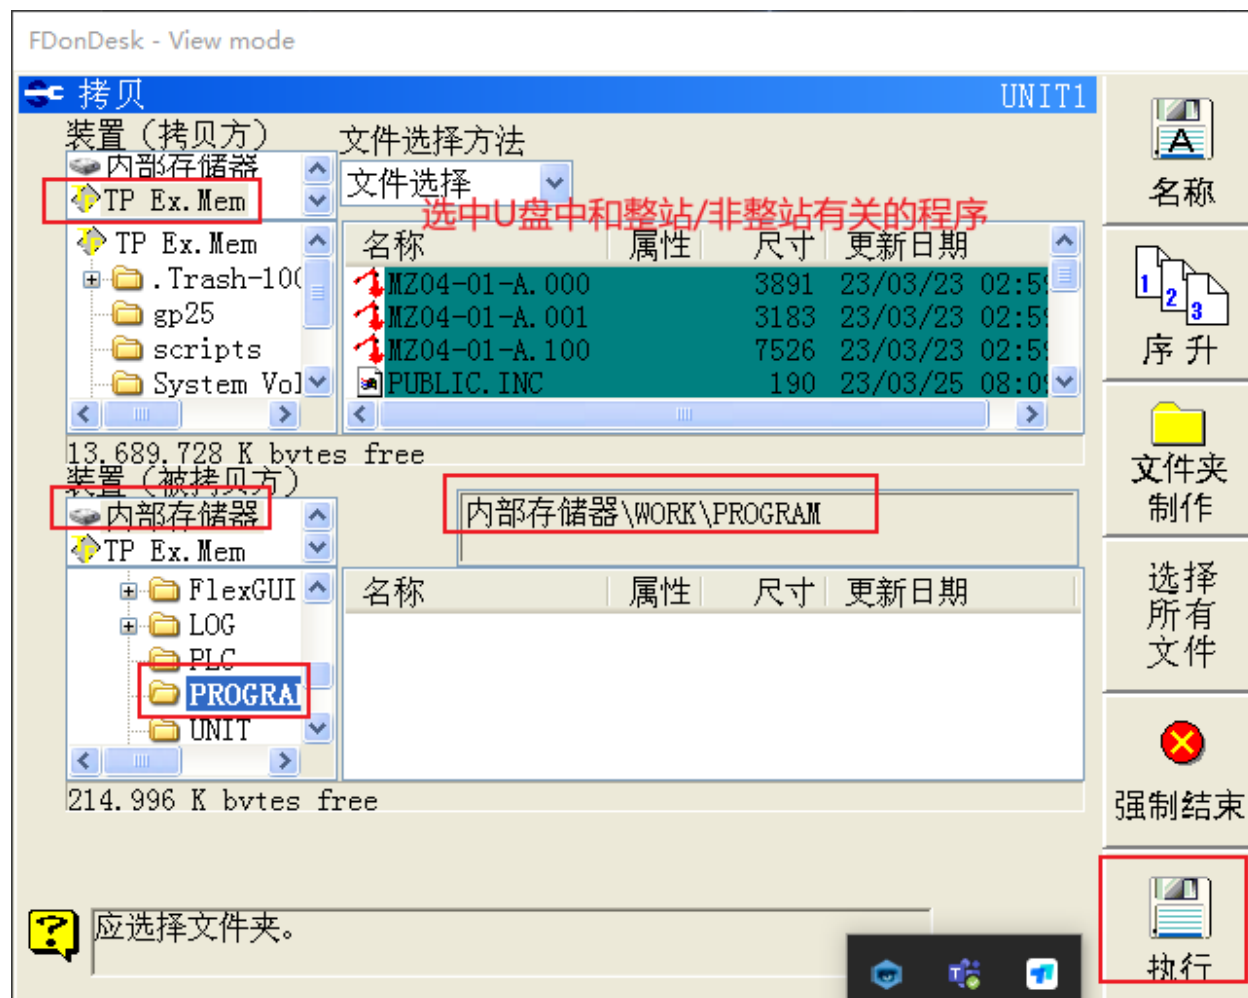 FDonDesk - View mode
拷贝 UNIT1
装置（拷贝方） 文件选择方法
内部存储器
TP Ex.Mem 文件选择
选中U盘中和整站/非整站有关的程序
TP Ex.Mem
.Trash-10(
gp25
scripts
System Vol
名称 属性 尺寸 更新日期
MZ04-01-A.000 3891 23/03/23 02:5
MZ04-01-A.001 3183 23/03/23 02:5
MZ04-01-A.100 7526 23/03/23 02:5
PUBLIC.INC 190 23/03/25 08:0
13.689.728 K bytes free
装置（被拷贝方）
内部存储器
TP Ex.Mem
内部存储器\WORK\PROGRAM
FlexGUI
LOG
PLC
PROGRAM
UNIT
名称 属性 尺寸 更新日期
214.996 K bytes free
应选择文件夹。
A
名称
1 2 3
序 升
文件夹
制作
选择
所有
文件
强制结束
执行